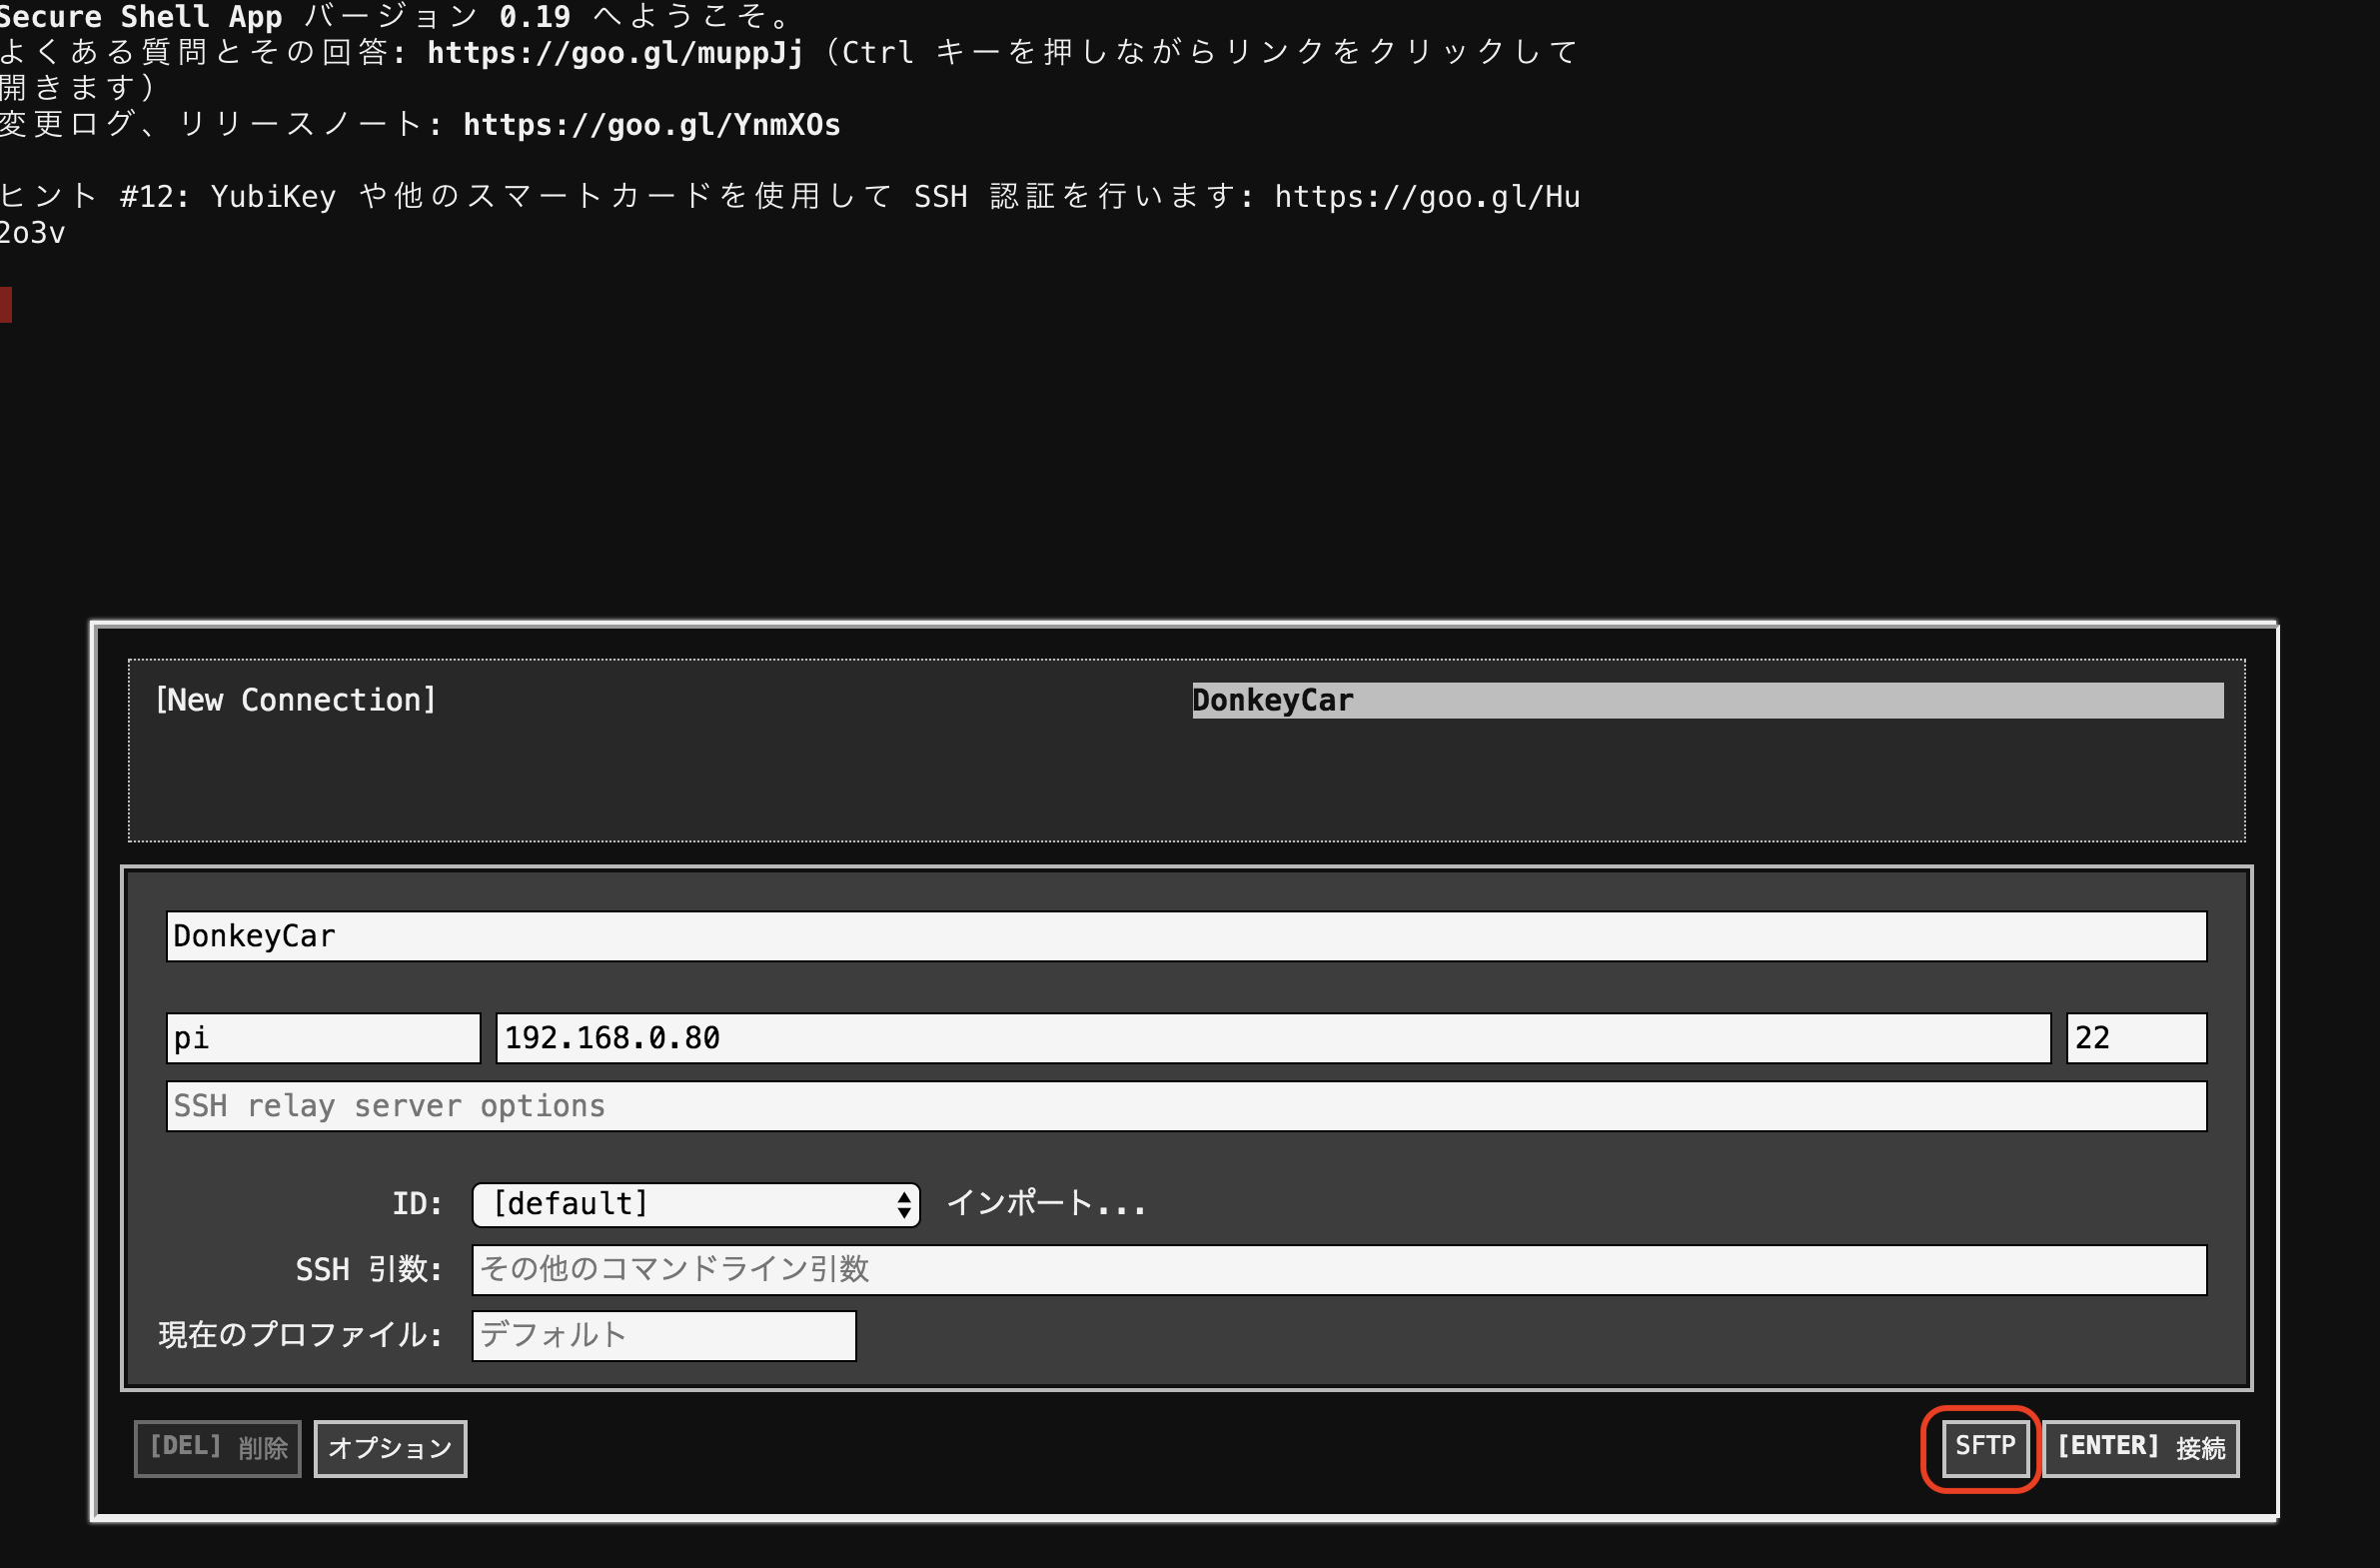 Secure Shell App バージョン 0.19 へようこそ。
よくある質問とその回答: https://goo.gl/muppJj (Ctrl キーを押しながらリンクをクリックして
開きます)
変更ログ、リリースノート: https://goo.gl/YnmXOs
ヒント #12: YubiKey や他のスマートカードを使用して SSH 認証を行います: https://goo.gl/Hu
2o3v
[New Connection] DonkeyCar
DonkeyCar
pi 192.168.0.80 22
SSH relay server options
ID: [default] インポート...
SSH 引数: その他のコマンドライン引数
現在のプロファイル: デフォルト
[DEL] 削除 オプション SFTP [ENTER] 接続